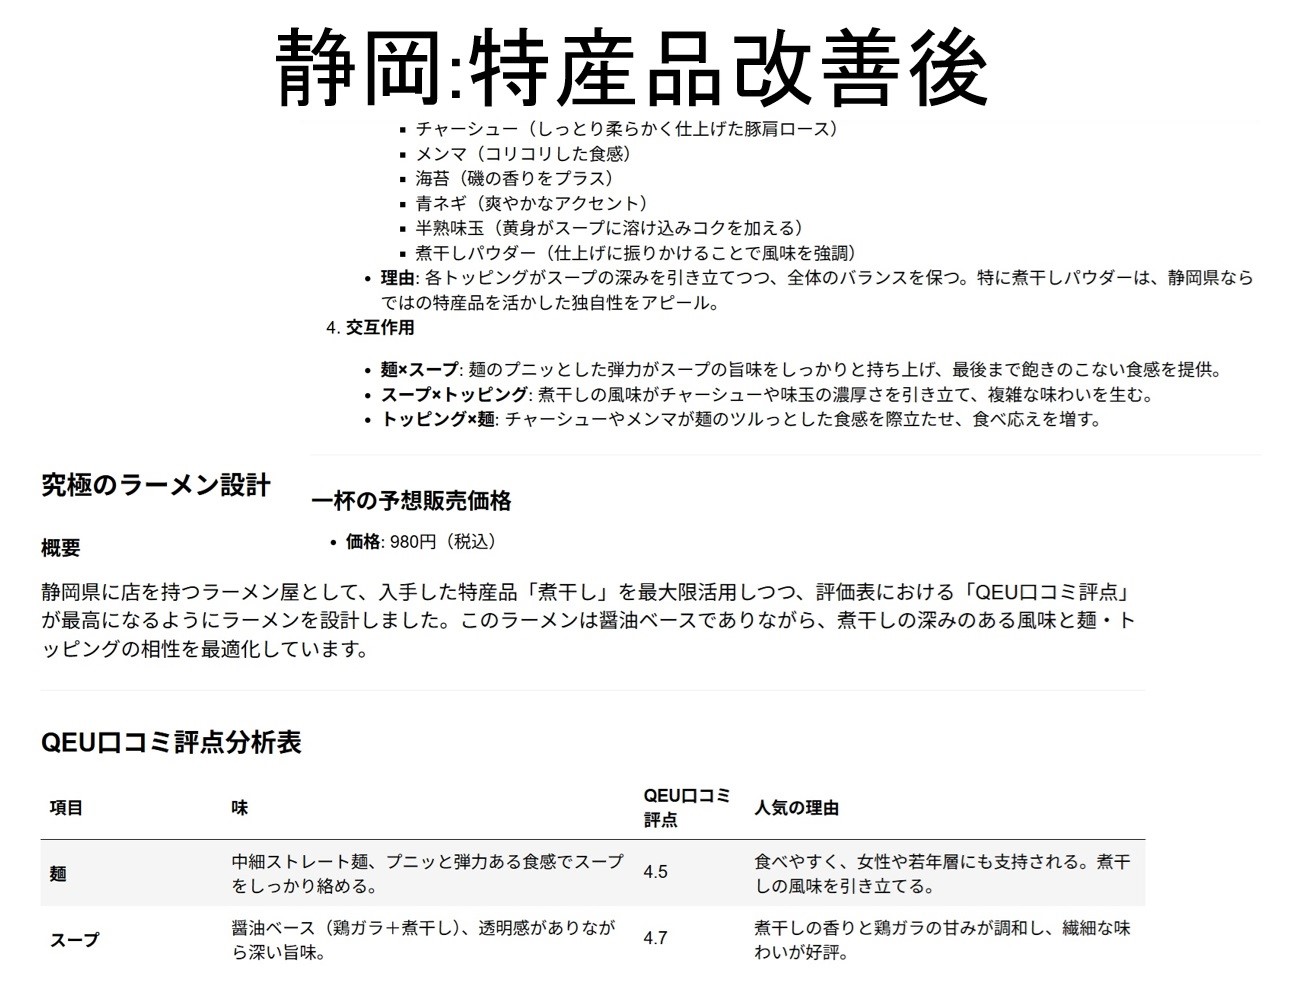 静岡:特産品改善後
▪ チャーシュー（しっとり柔らかく仕上げた豚肩ロース）
▪ メンマ（コリコリした食感）
▪ 海苔（磯の香りをプラス）
▪ 青ネギ（爽やかなアクセント）
▪ 半熟味玉（黄身がスープに溶け込みコクを加える）
▪ 煮干しパウダー（仕上げに振りかけることで風味を強調）
• 理由: 各トッピングがスープの深みを引き立てつつ、全体のバランスを保つ。特に煮干しパウダーは、静岡県なら
ではの特産品を活かした独自性をアピール。
4. 交互作用
• 麺×スープ: 麺のプニッとした弾力がスープの旨味をしっかりと持ち上げ、最後まで飽きのこない食感を提供。
• スープ×トッピング: 煮干しの風味がチャーシューや味玉の濃厚さを引き立て、複雑な味わいを生む。
• トッピング×麺: チャーシューやメンマが麺のツルっとした食感を際立たせ、食べ応えを増す。
一杯の予想販売価格
• 価格: 980円（税込）
究極のラーメン設計
概要
静岡県に店を持つラーメン屋として、入手した特産品「煮干し」を最大限活用しつつ、評価表における「QEU口コミ評点」
が最高になるようにラーメンを設計しました。このラーメンは醤油ベースでありながら、煮干しの深みのある風味と麺・ト
ッピングの相性を最適化しています。
QEU口コミ評点分析表
項目 味 QEU口コミ 人気の理由
評点
麺 中細ストレート麺、プニッと弾力ある食感でスープ 4.5 食べやすく、女性や若年層にも支持される。煮干
をしっかり絡める。 しの風味を引き立てる。
スープ 醤油ベース（鶏ガラ＋煮干し）、透明感がありなが 4.7 煮干しの香りと鶏ガラの甘みが調和し、繊細な味
ら深い旨味。 わいが好評。